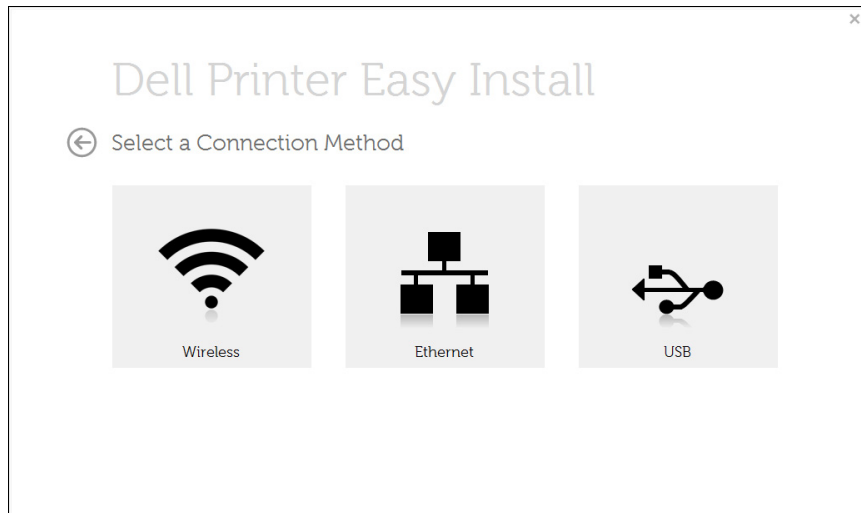 Dell Printer Easy Install
Select a Connection Method
Wireless
Ethernet
USB